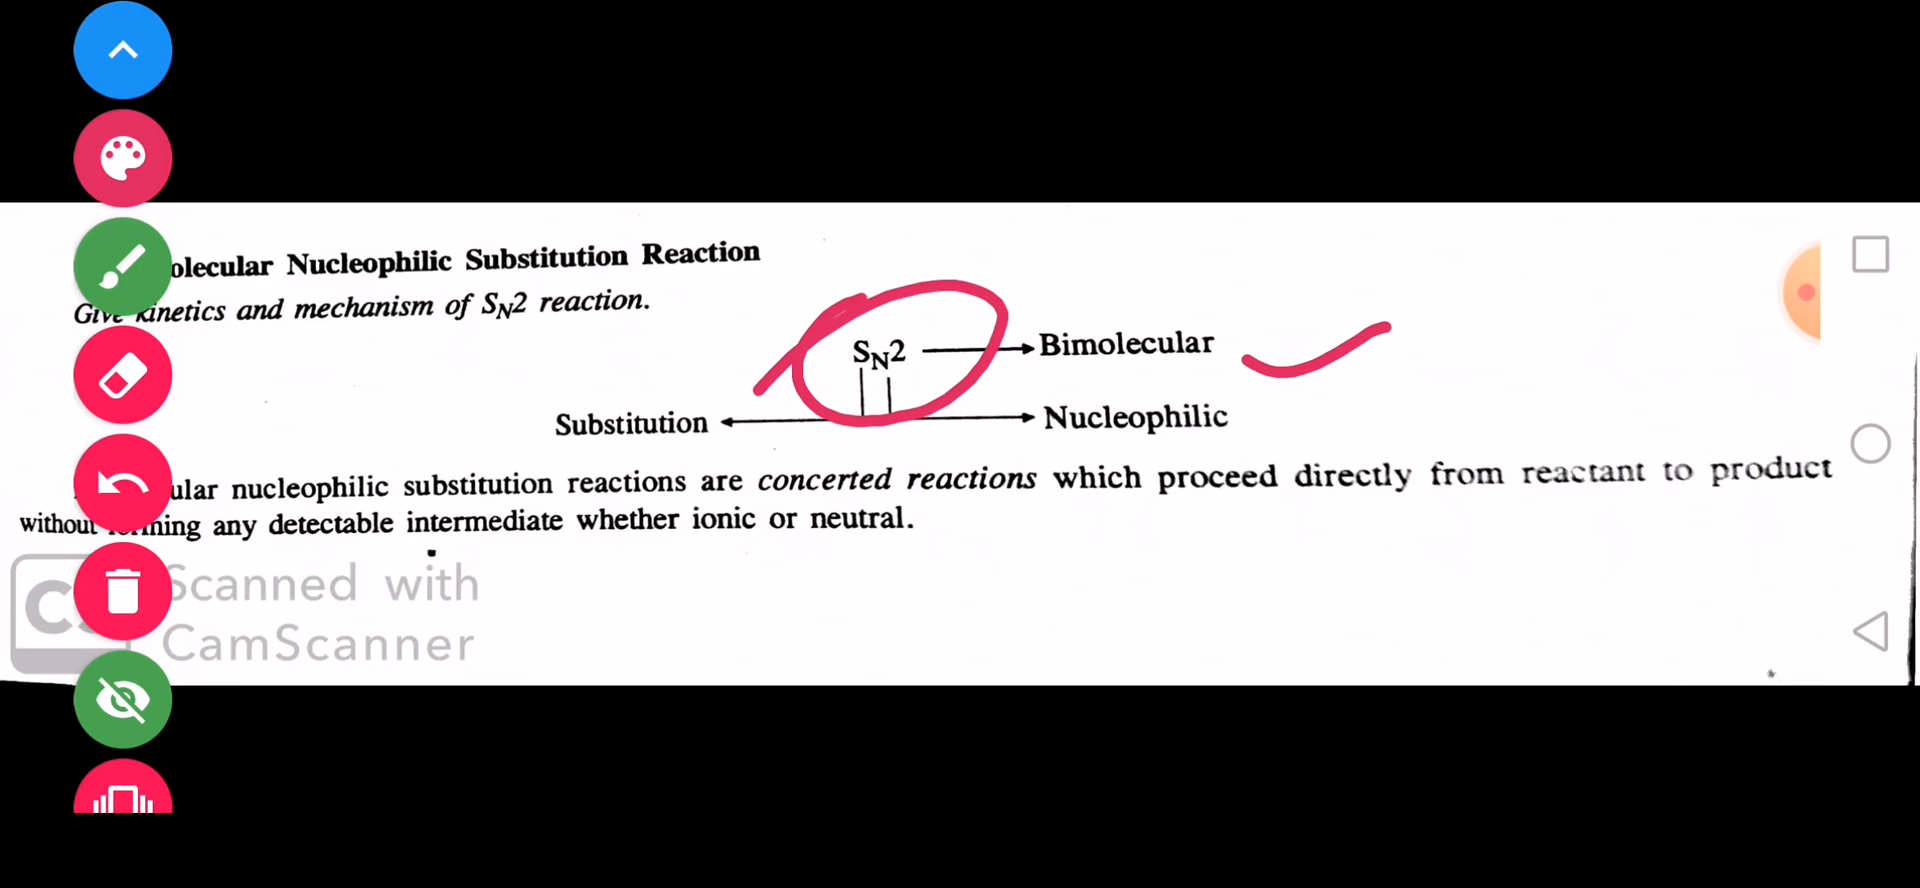 olecular Nucleophilic Substitution Reaction
Give kinetics and mechanism of SN2 reaction.
SN2 Bimolecular
Substitution Nucleophilic
ular nucleophilic substitution reactions are concerted reactions which proceed directly from reactant to product
without ming any detectable intermediate whether ionic or neutral.
Scanned with
CamScanner